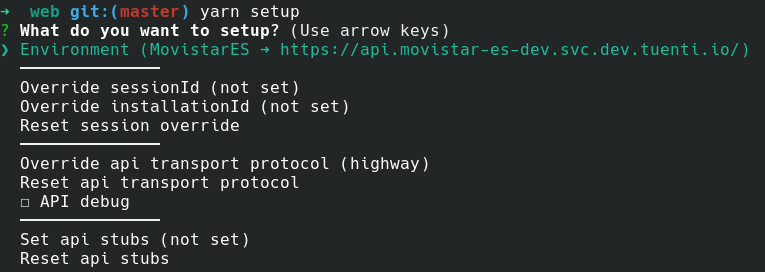 ➜  web git:(master) yarn setup
? What do you want to setup? (Use arrow keys)
❯ Environment (MovistarES ➜ https://api.movistar-es-dev.svc.dev.tuenti.io/)
  ──────────────
  Override sessionId (not set)
  Override installationId (not set)
  Reset session override
  ──────────────
  Override api transport protocol (highway)
  Reset api transport protocol
  ☐ API debug
  ──────────────
  Set api stubs (not set)
  Reset api stubs